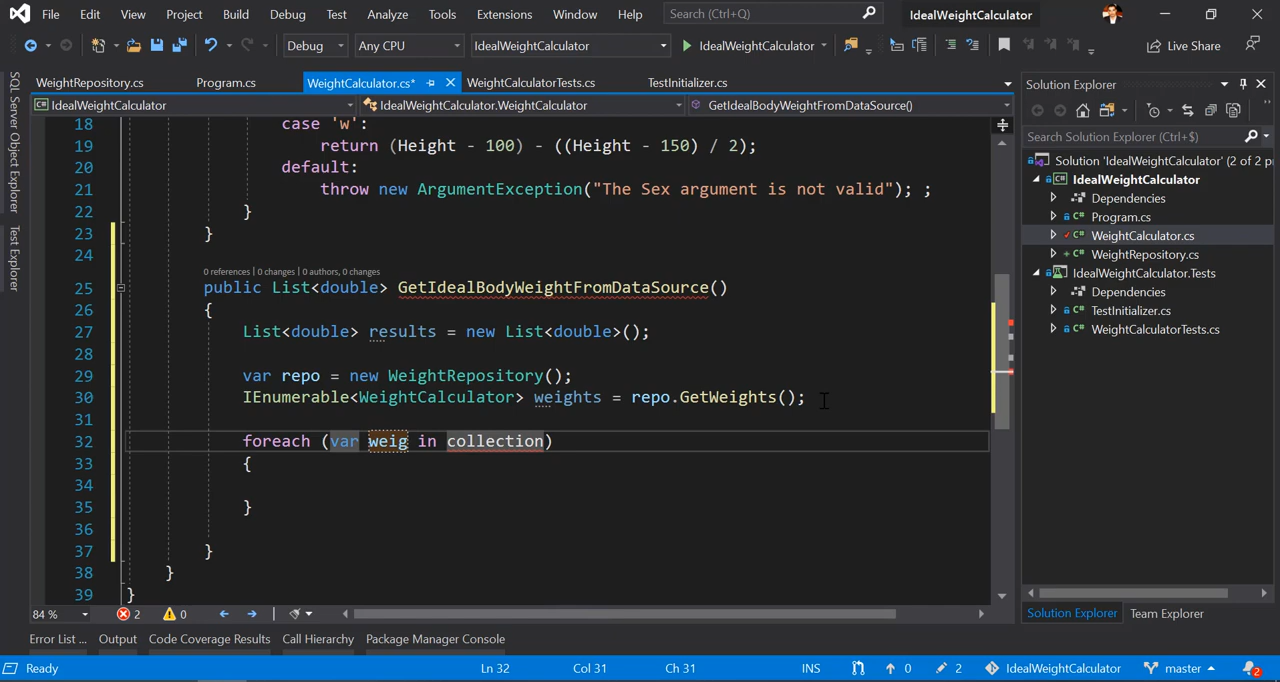 File Edit View Project Build Debug Test Analyze Tools Extensions Window Help Search (Ctrl+Q) IdealWeightCalculator
Debug Any CPU IdealWeightCalculator IdealWeightCalculator Live Share
SQL Server Object Explorer
Test Explorer
WeightRepository.cs Program.cs WeightCalculator.cs* WeightCalculatorTests.cs TestInitializer.cs
IdealWeightCalculator IdealWeightCalculator.WeightCalculator GetIdealBodyWeightFromDataSource()
18 case 'w':
19 return (Height - 100) - ((Height - 150) / 2);
20 default:
21 throw new ArgumentException("The Sex argument is not valid"); ;
22 }
23 }
24
0 references | 0 changes | 0 authors, 0 changes
25 public List<double> GetIdealBodyWeightFromDataSource()
26 {
27 List<double> results = new List<double>();
28
29 var repo = new WeightRepository();
30 IEnumerable<WeightCalculator> weights = repo.GetWeights();
31
32 foreach (var weig in collection)
33 {
34
35 }
36
37 }
38 }
39 }
84 % 2 0
Error List ... Output Code Coverage Results Call Hierarchy Package Manager Console
Ready Ln 32 Col 31 Ch 31 INS 0 2 IdealWeightCalculator master 2
Solution Explorer
Search Solution Explorer (Ctrl+$)
Solution 'IdealWeightCalculator' (2 of 2 p
C# IdealWeightCalculator
Dependencies
C# Program.cs
C# WeightCalculator.cs
C# WeightRepository.cs
IdealWeightCalculator.Tests
Dependencies
C# TestInitializer.cs
C# WeightCalculatorTests.cs
Solution Explorer Team Explorer